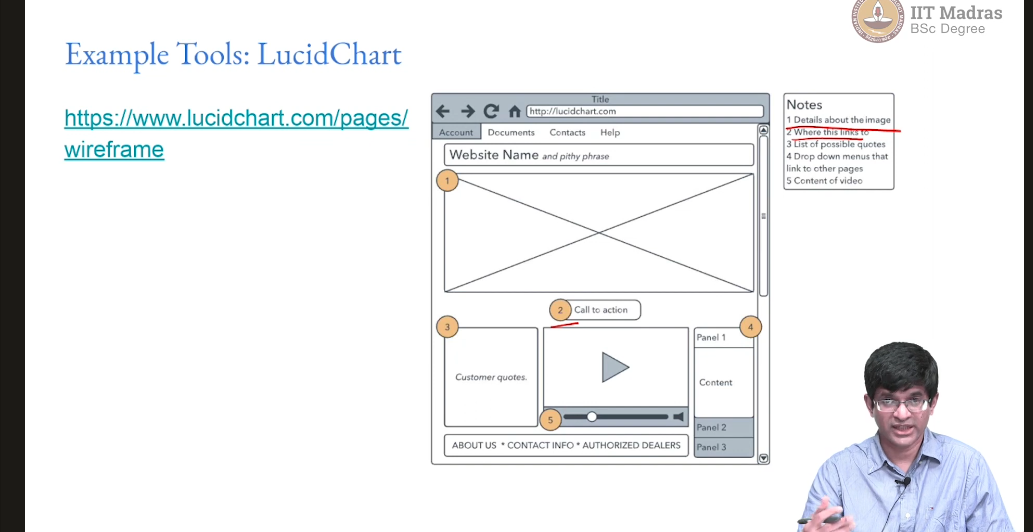 IIT Madras
BSc Degree
Example Tools: LucidChart
https://www.lucidchart.com/pages/
wireframe
Title
http://lucidchart.com
Account Documents Contacts Help
Website Name and pithy phrase
1
2 Call to action
3
Customer quotes.
5
4
Panel 1
Content
Panel 2
Panel 3
ABOUT US * CONTACT INFO * AUTHORIZED DEALERS
Notes
1 Details about the image
2 Where this links to
3 List of possible quotes
4 Drop down menus that
link to other pages
5 Content of video